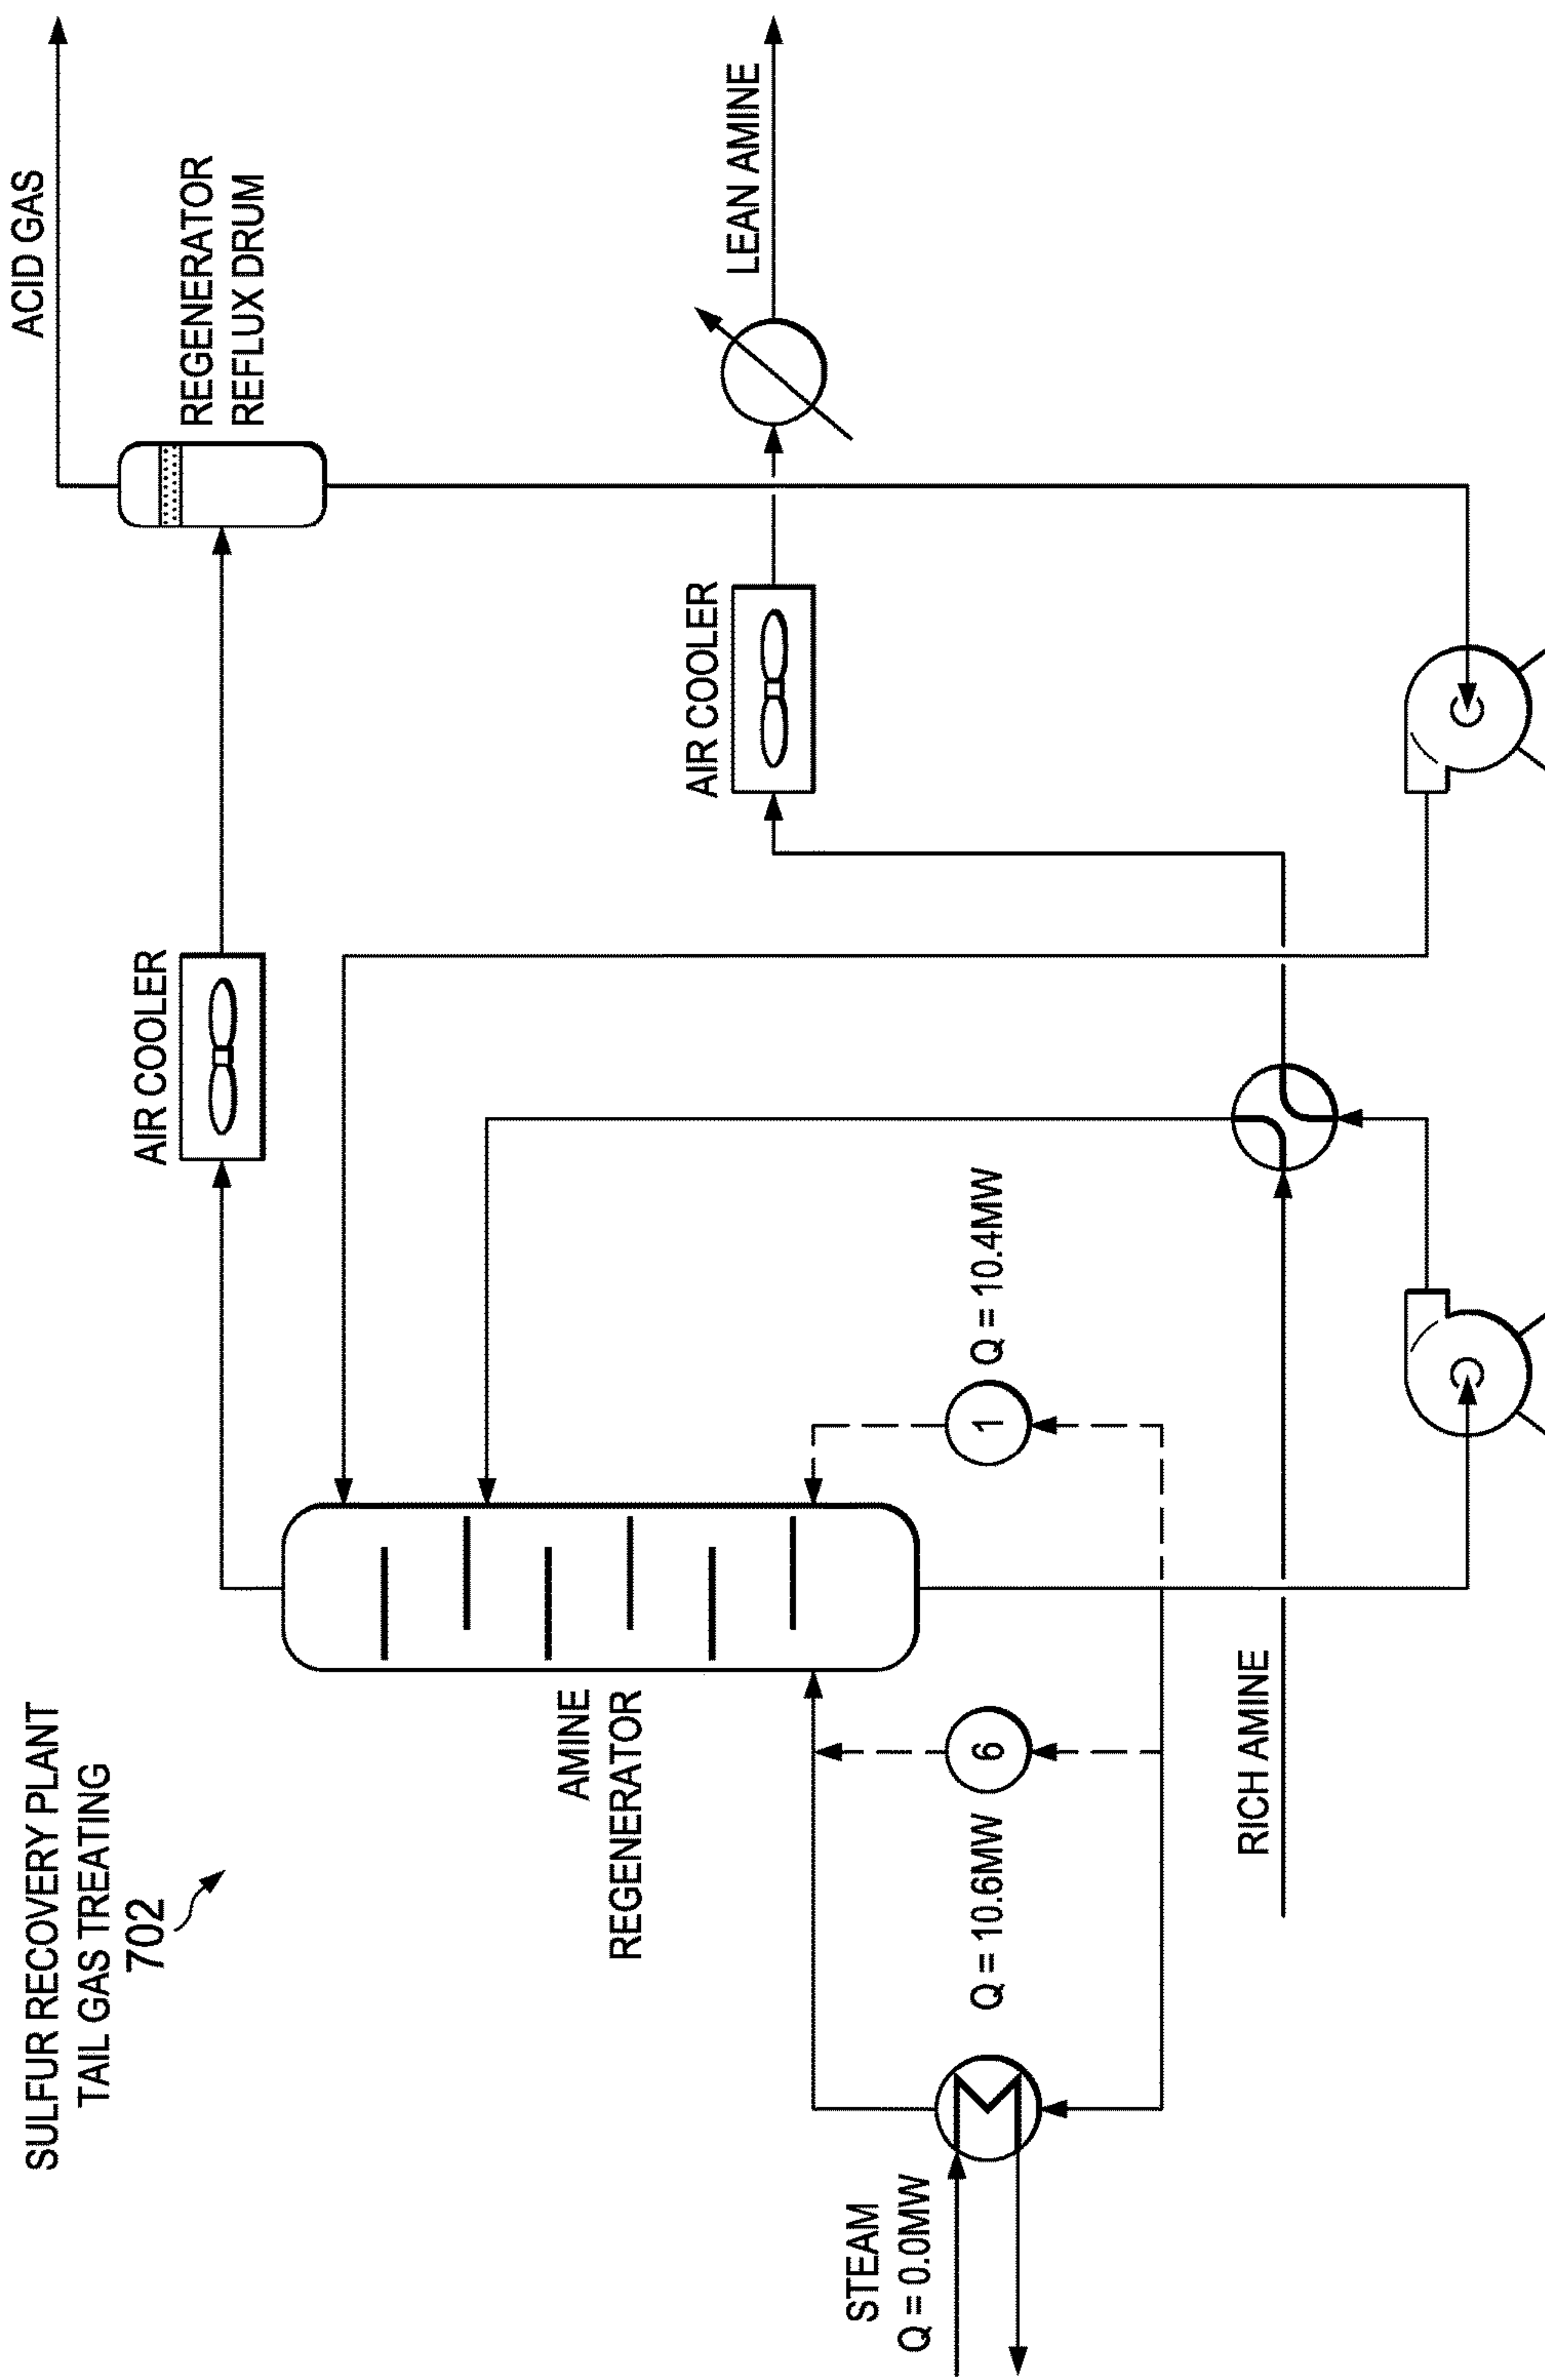 SULFUR RECOVERY PLANT
TAIL GAS TREATING
702
ACID GAS
AIR COOLER
REGENERATOR
REFLUX DRUM
AMINE
REGENERATOR
AIR COOLER
LEAN AMINE
STEAM
Q = 0.0MW
Q = 10.6MW
6
1
Q = 10.4MW
RICH AMINE